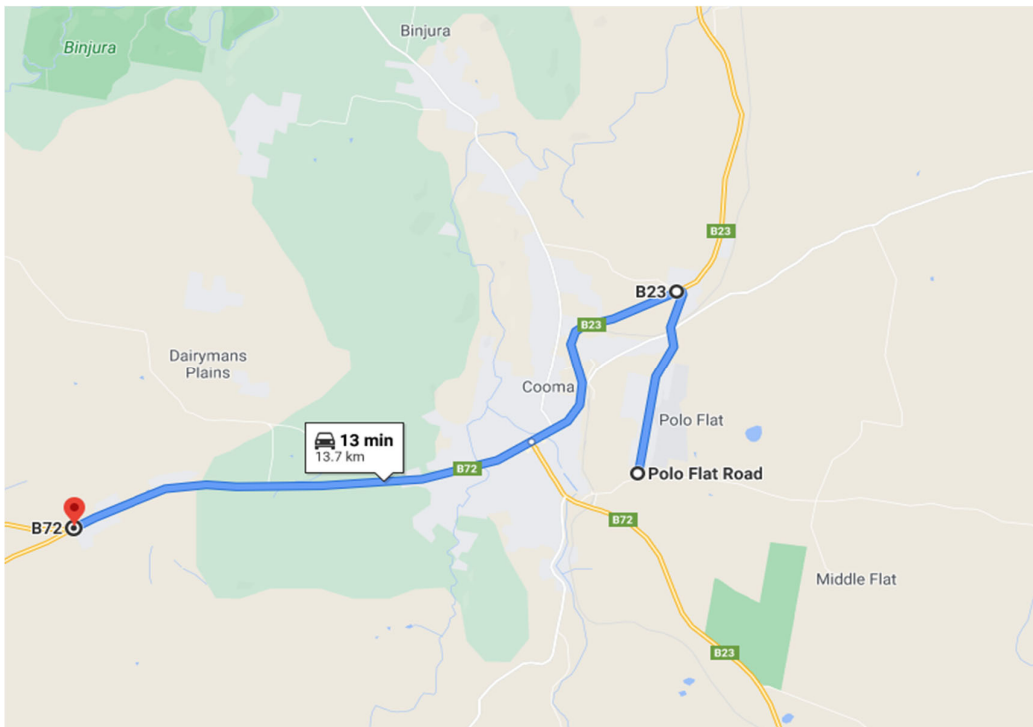 Binjura
Binjura
B23
B23
B23
Dairymans
Plains
Cooma
Polo Flat
13 min
13.7 km
B72
Polo Flat Road
B72
B72
Middle Flat
B23